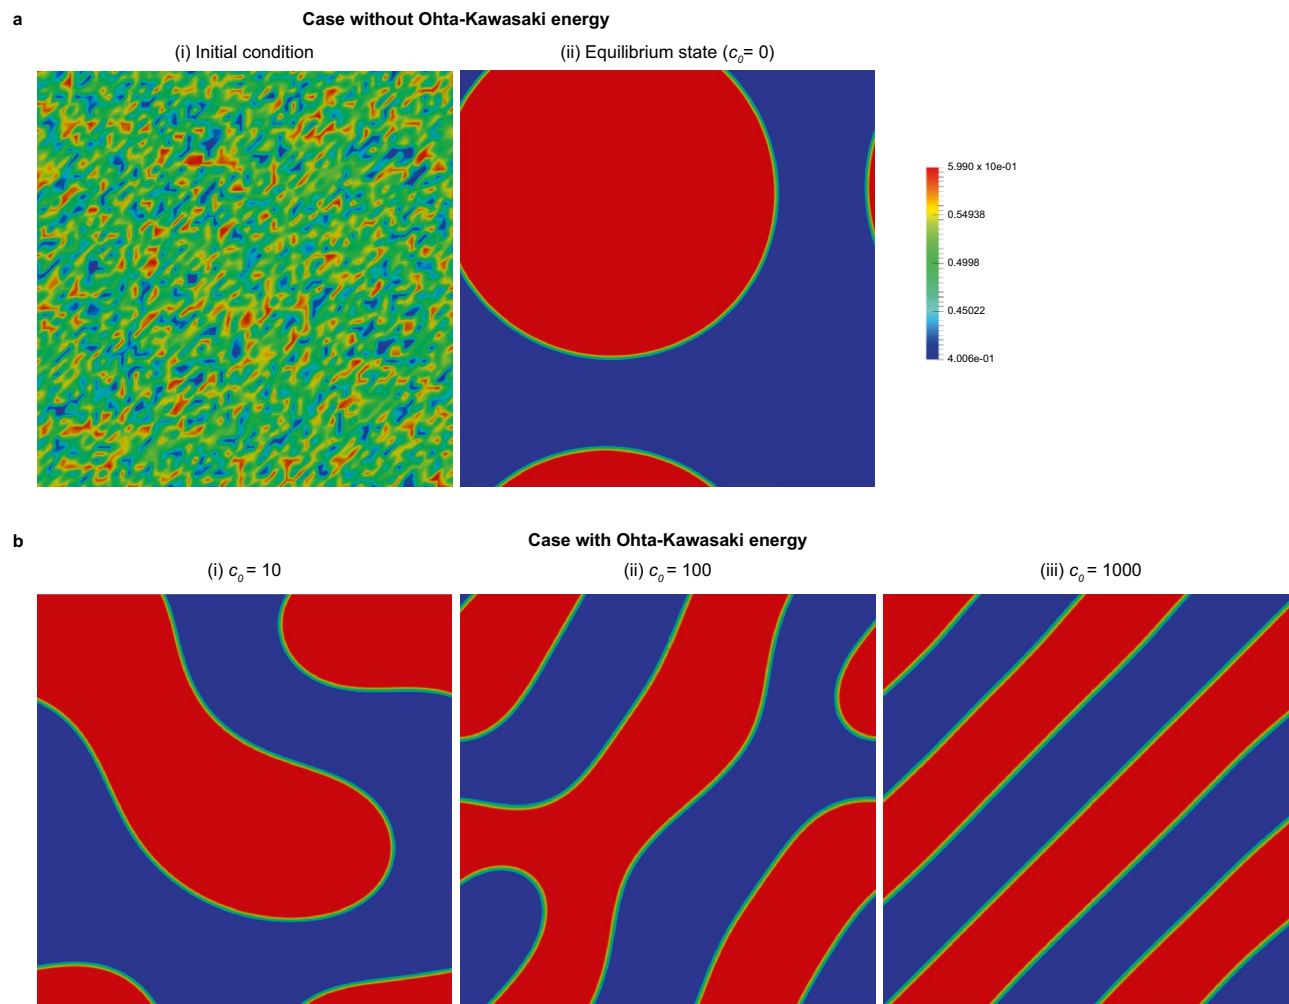 a
Case without Ohta-Kawasaki energy
(i) Initial condition
(ii) Equilibrium state (c₀= 0)
5.990 x 10e-01
0.54938
0.4998
0.45022
4.006e-01
b
Case with Ohta-Kawasaki energy
(i) c₀ = 10
(ii) c₀ = 100
(iii) c₀ = 1000